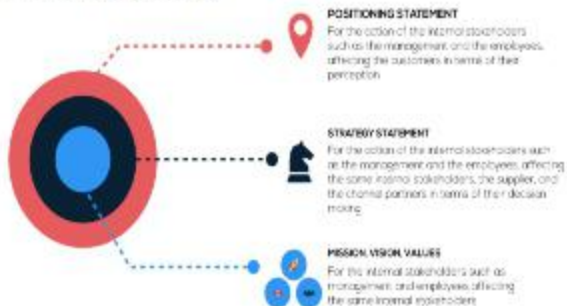 POSITIONING STATEMENT
For the action of the internal stakeholders
such as the management and the employees,
affecting the customers in terms of their
perception
STRATEGY STATEMENT
For the action of the internal stakeholders such
as the management and the employees, affecting
the same internal stakeholders, the supplier, and
the channel partners in terms of their decision
making
MISSION, VISION, VALUES
For the internal stakeholders such as
management and employees affecting
the same internal stakeholders